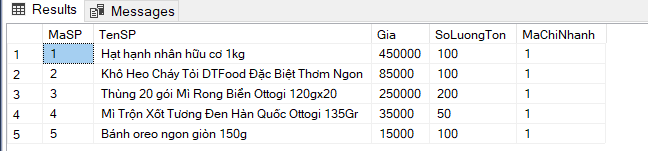 Results Messages
MaSP TenSP Gia SoLuongTon MaChiNhanh
1 1 Hạt hạnh nhân hữu cơ 1kg 450000 100 1
2 2 Khô Heo Cháy Tỏi DTFood Đặc Biệt Thơm Ngon 85000 100 1
3 3 Thùng 20 gói Mì Rong Biển Ottogi 120gx20 250000 200 1
4 4 Mì Trộn Xốt Tương Đen Hàn Quốc Ottogi 135Gr 35000 50 1
5 5 Bánh oreo ngon giòn 150g 15000 100 1